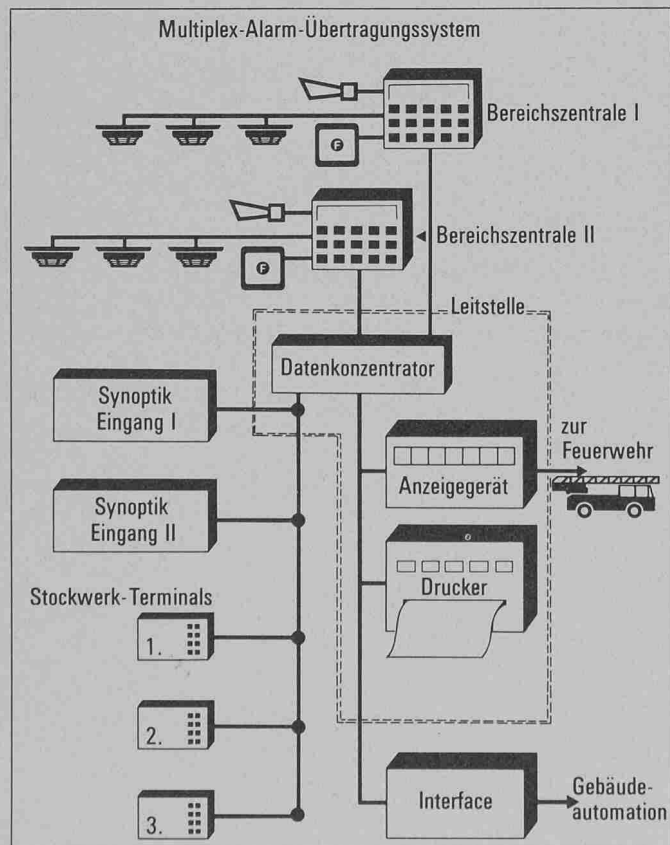 Multiplex-Alarm-Übertragungssystem
Bereichszentrale I
F
Bereichszentrale II
F
Leitstelle
Datenkonzentrator
Synoptik
Eingang I
Anzeigegerät
zur
Feuerwehr
Synoptik
Eingang II
Drucker
Stockwerk-Terminals
1.
2.
3.
Interface
Gebäude-
automation